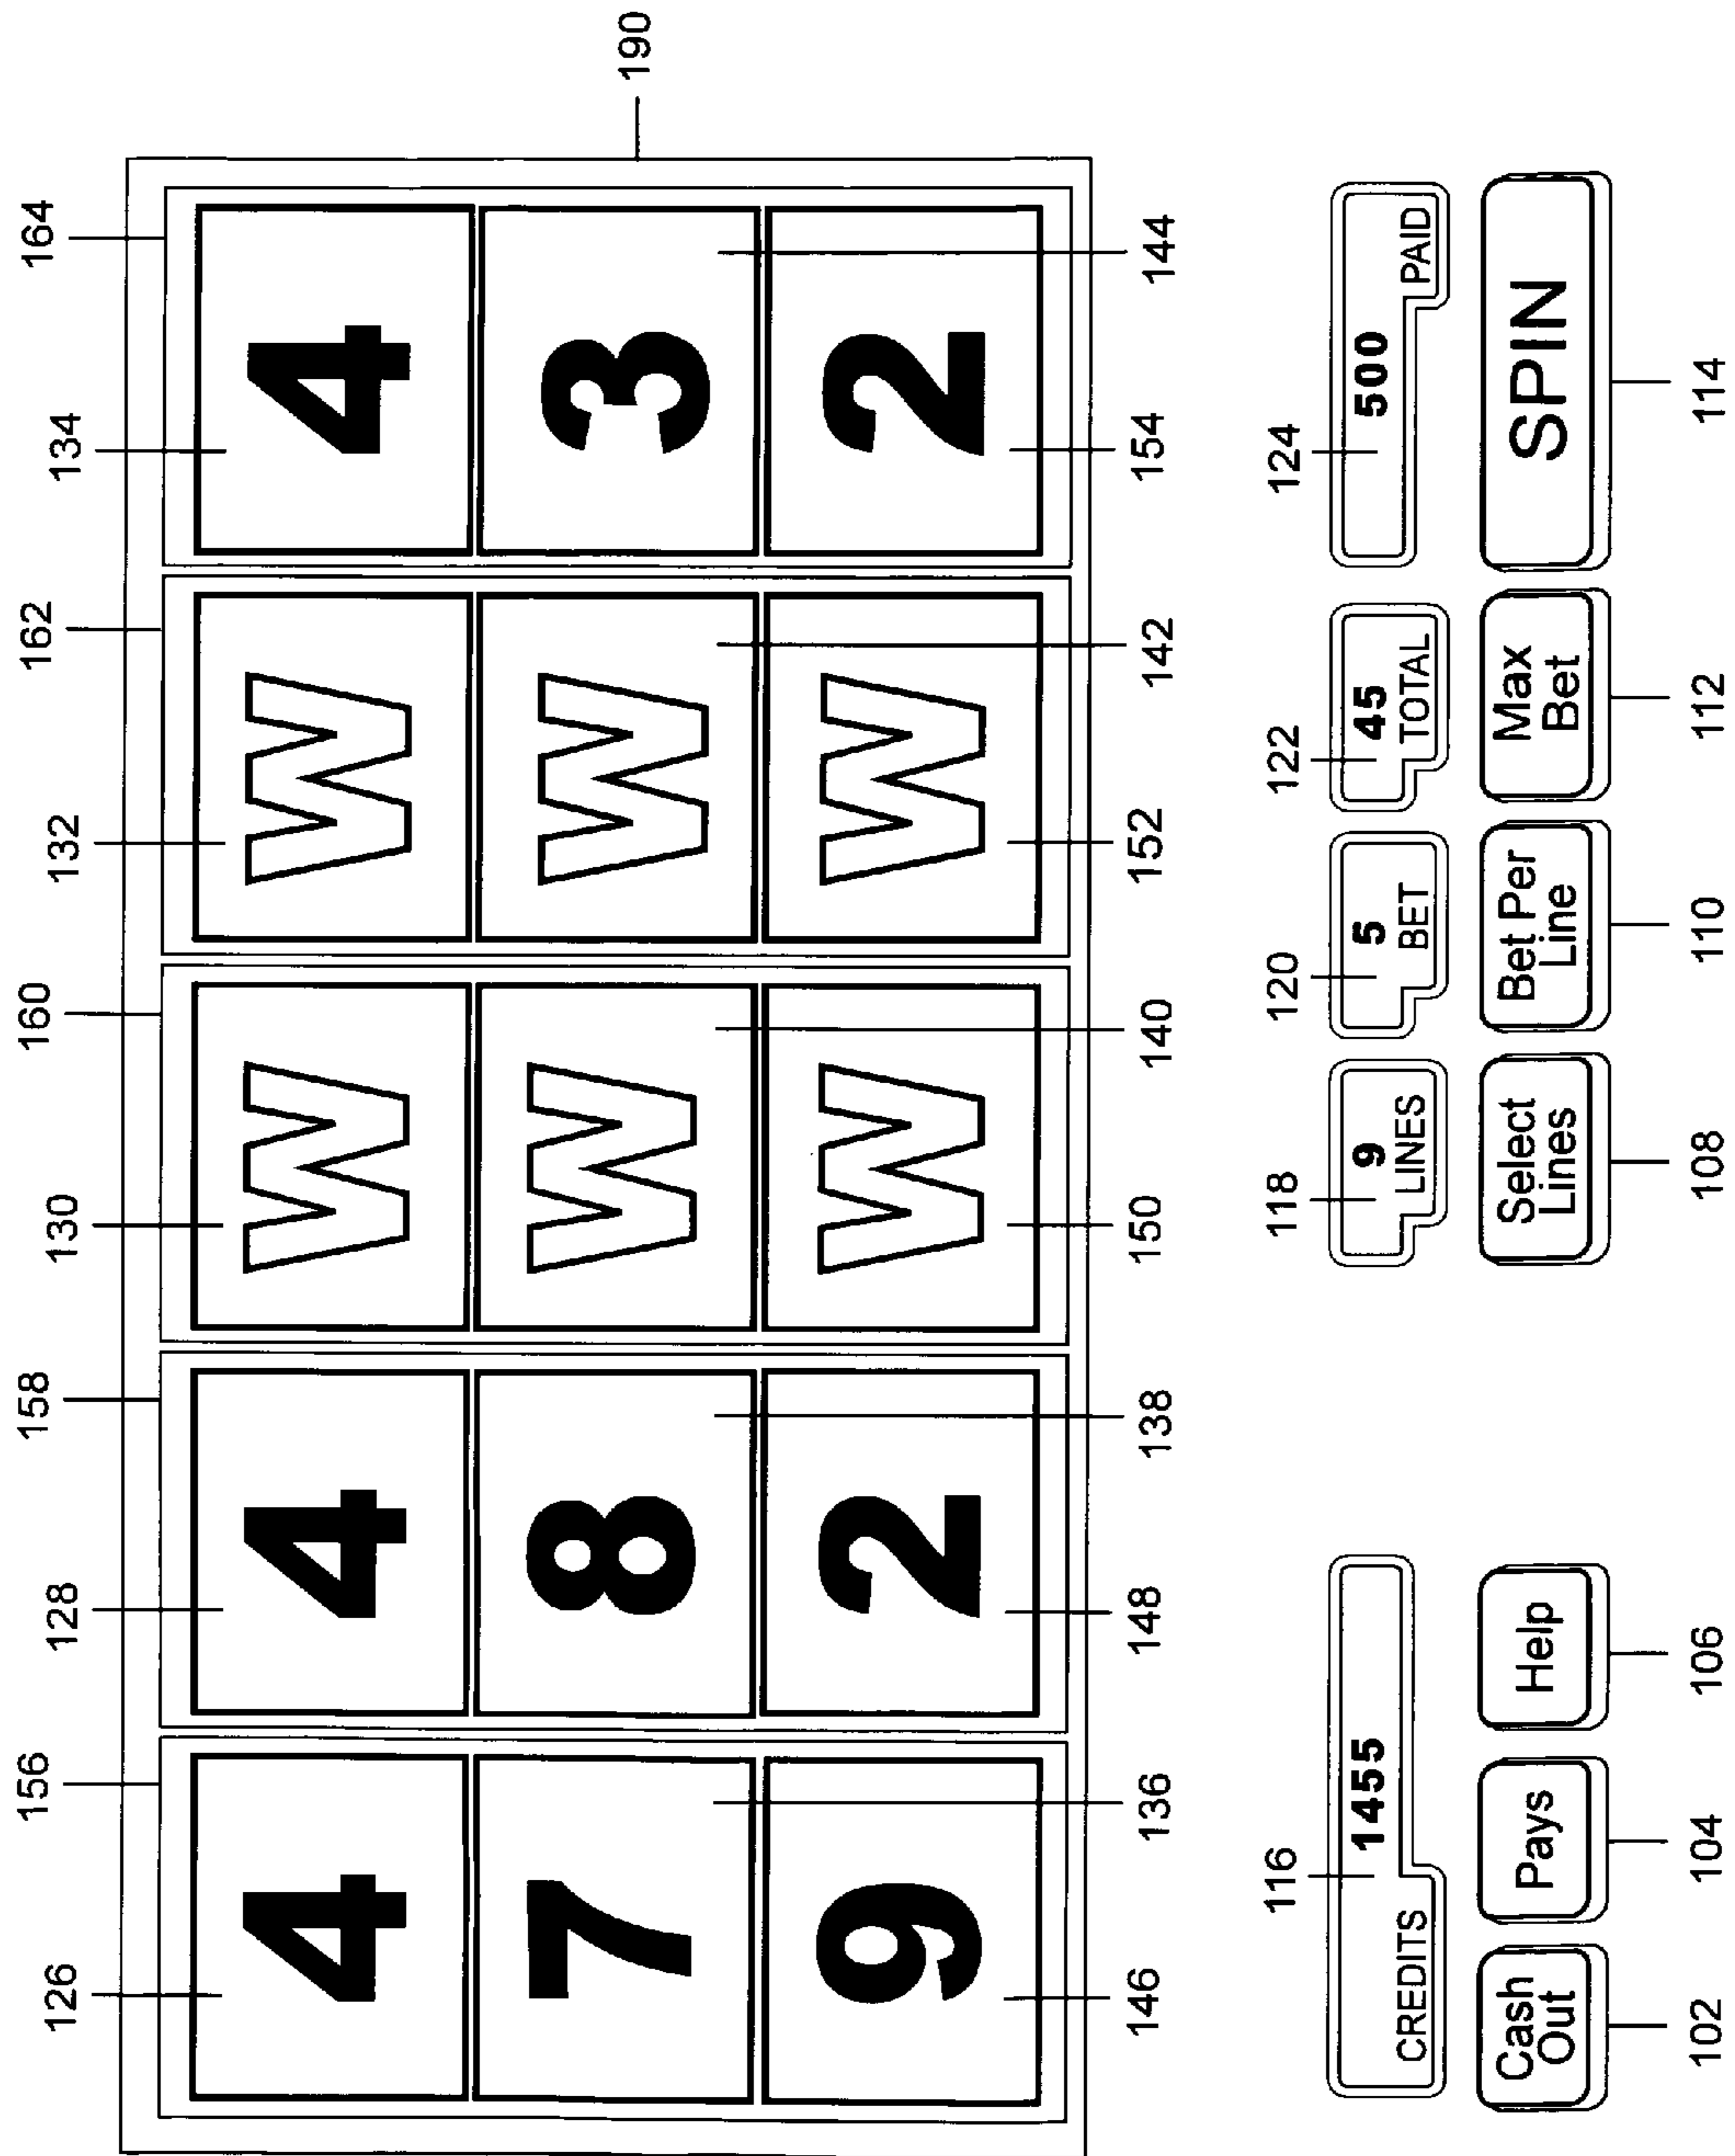 126 156 128 158 130 160 132 162 134 164
4 4 W W 4
7 8 W W 3 190
9 2 W W 2
146 136 148 138 150 140 152 142 154 144
116 118 120 122 124
1455 9 5 45 500
CREDITS LINES BET TOTAL PAID
Cash Pays Help Select Bet Per Max SPIN
Out Lines Line Bet
102 104 106 108 110 112 114